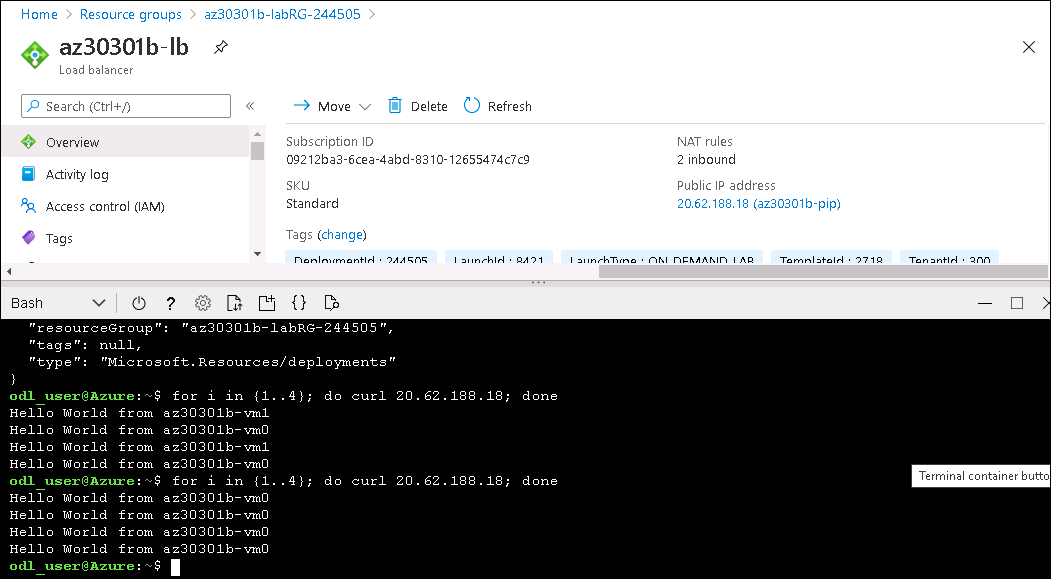 Home > Resource groups > az30301b-labRG-244505 >
az30301b-lb
Load balancer
Search (Ctrl+/)
«
Move
Delete
Refresh
Overview
Activity log
Access control (IAM)
Tags
Subscription ID
09212ba3-6cea-4abd-8310-12655474c7c9
SKU
Standard
NAT rules
2 inbound
Public IP address
20.62.188.18 (az30301b-pip)
Tags (change)
DeploymentId : 244505
LaunchId : 8421
LaunchType : ON_DEMAND_LAB
TemplateId : 2718
TenantId : 300
Bash
?
{}
"resourceGroup": "az30301b-labRG-244505",
"tags": null,
"type": "Microsoft.Resources/deployments"
}
odl_user@Azure:~$ for i in {1..4}; do curl 20.62.188.18; done
Hello World from az30301b-vm1
Hello World from az30301b-vm0
Hello World from az30301b-vm1
Hello World from az30301b-vm0
odl_user@Azure:~$ for i in {1..4}; do curl 20.62.188.18; done
Hello World from az30301b-vm0
Hello World from az30301b-vm0
Hello World from az30301b-vm0
Hello World from az30301b-vm0
odl_user@Azure:~$
Terminal container butto